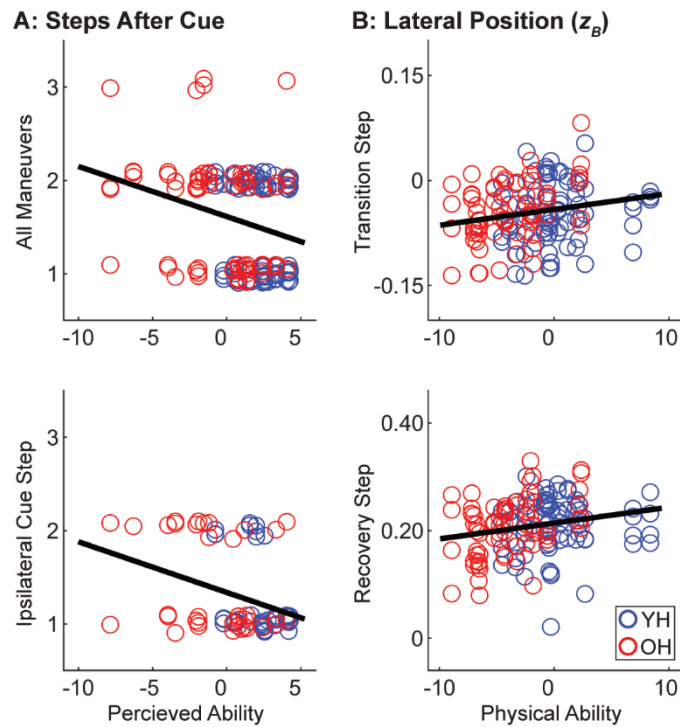 A: Steps After Cue
B: Lateral Position (z_B)
All Maneuvers
3
2
1
-10
-5
0
5
Transition Step
0.15
0
-0.15
-10
0
10
Ipsilateral Cue Step
3
2
1
-10
-5
0
5
Percieved Ability
Recovery Step
0.40
0.20
0
-10
0
10
Physical Ability
YH
OH